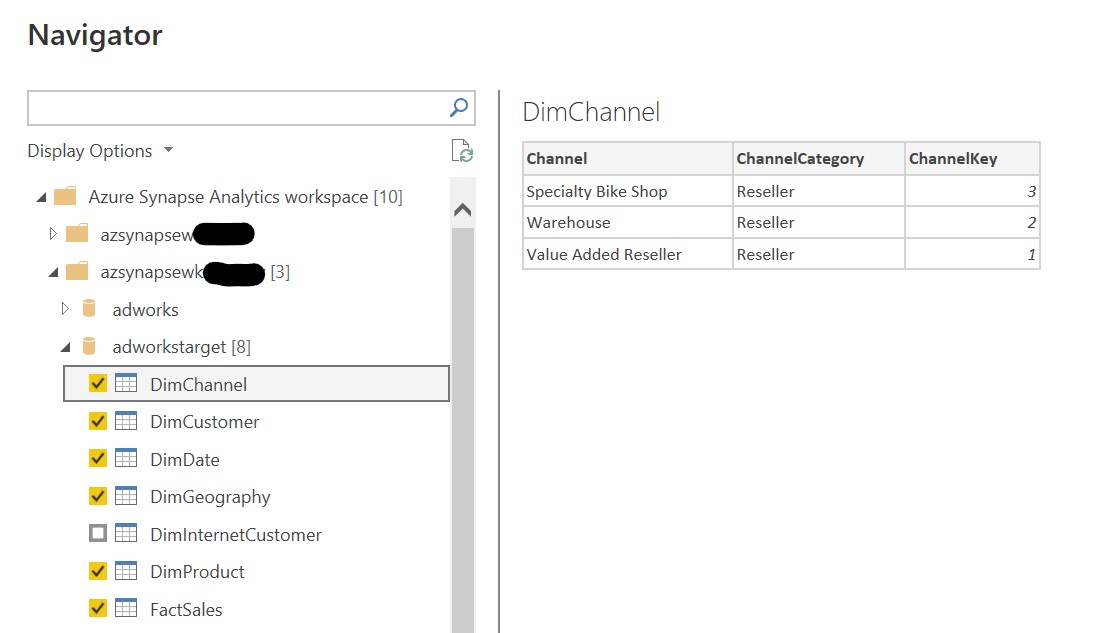 Navigator
Display Options
Azure Synapse Analytics workspace [10]
azsynapsew
azsynapsewk [3]
adworks
adworkstarget [8]
DimChannel
DimCustomer
DimDate
DimGeography
DimInternetCustomer
DimProduct
FactSales
DimChannel
Channel ChannelCategory ChannelKey
Specialty Bike Shop Reseller 3
Warehouse Reseller 2
Value Added Reseller Reseller 1